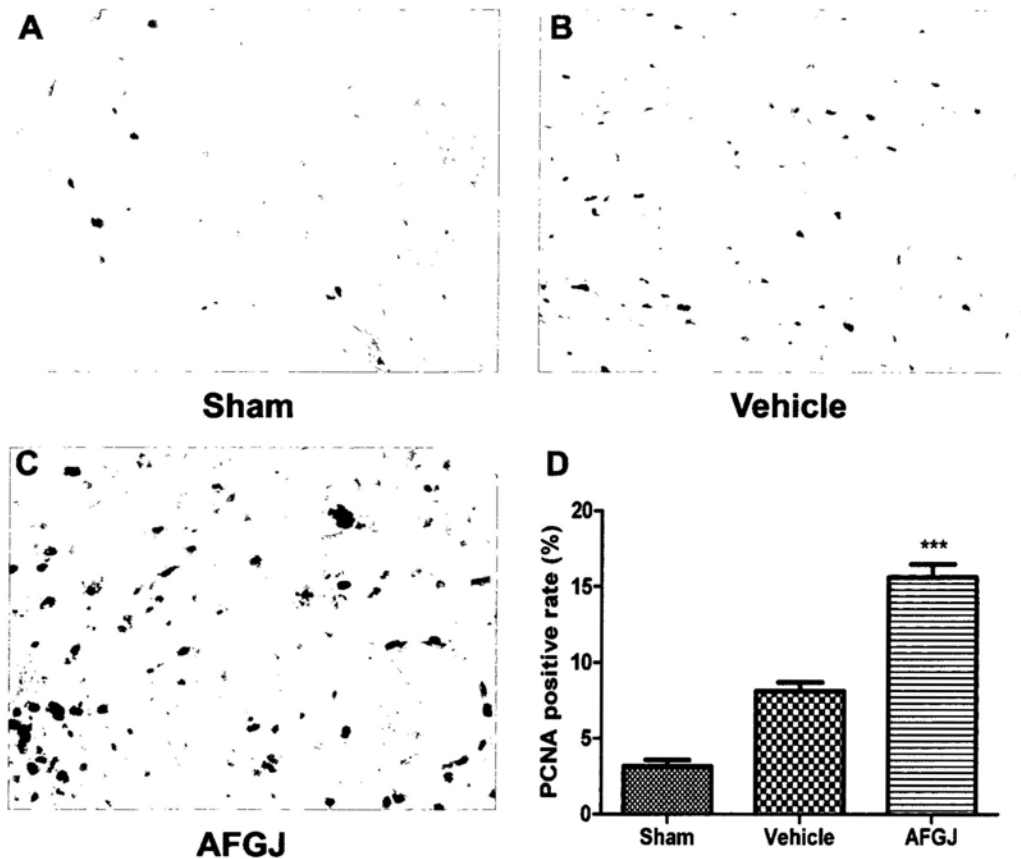 A
B
Sham
Vehicle
C
AFGJ
D
PCNA positive rate (%)
20
15
10
5
0
***
Sham
Vehicle
AFGJ